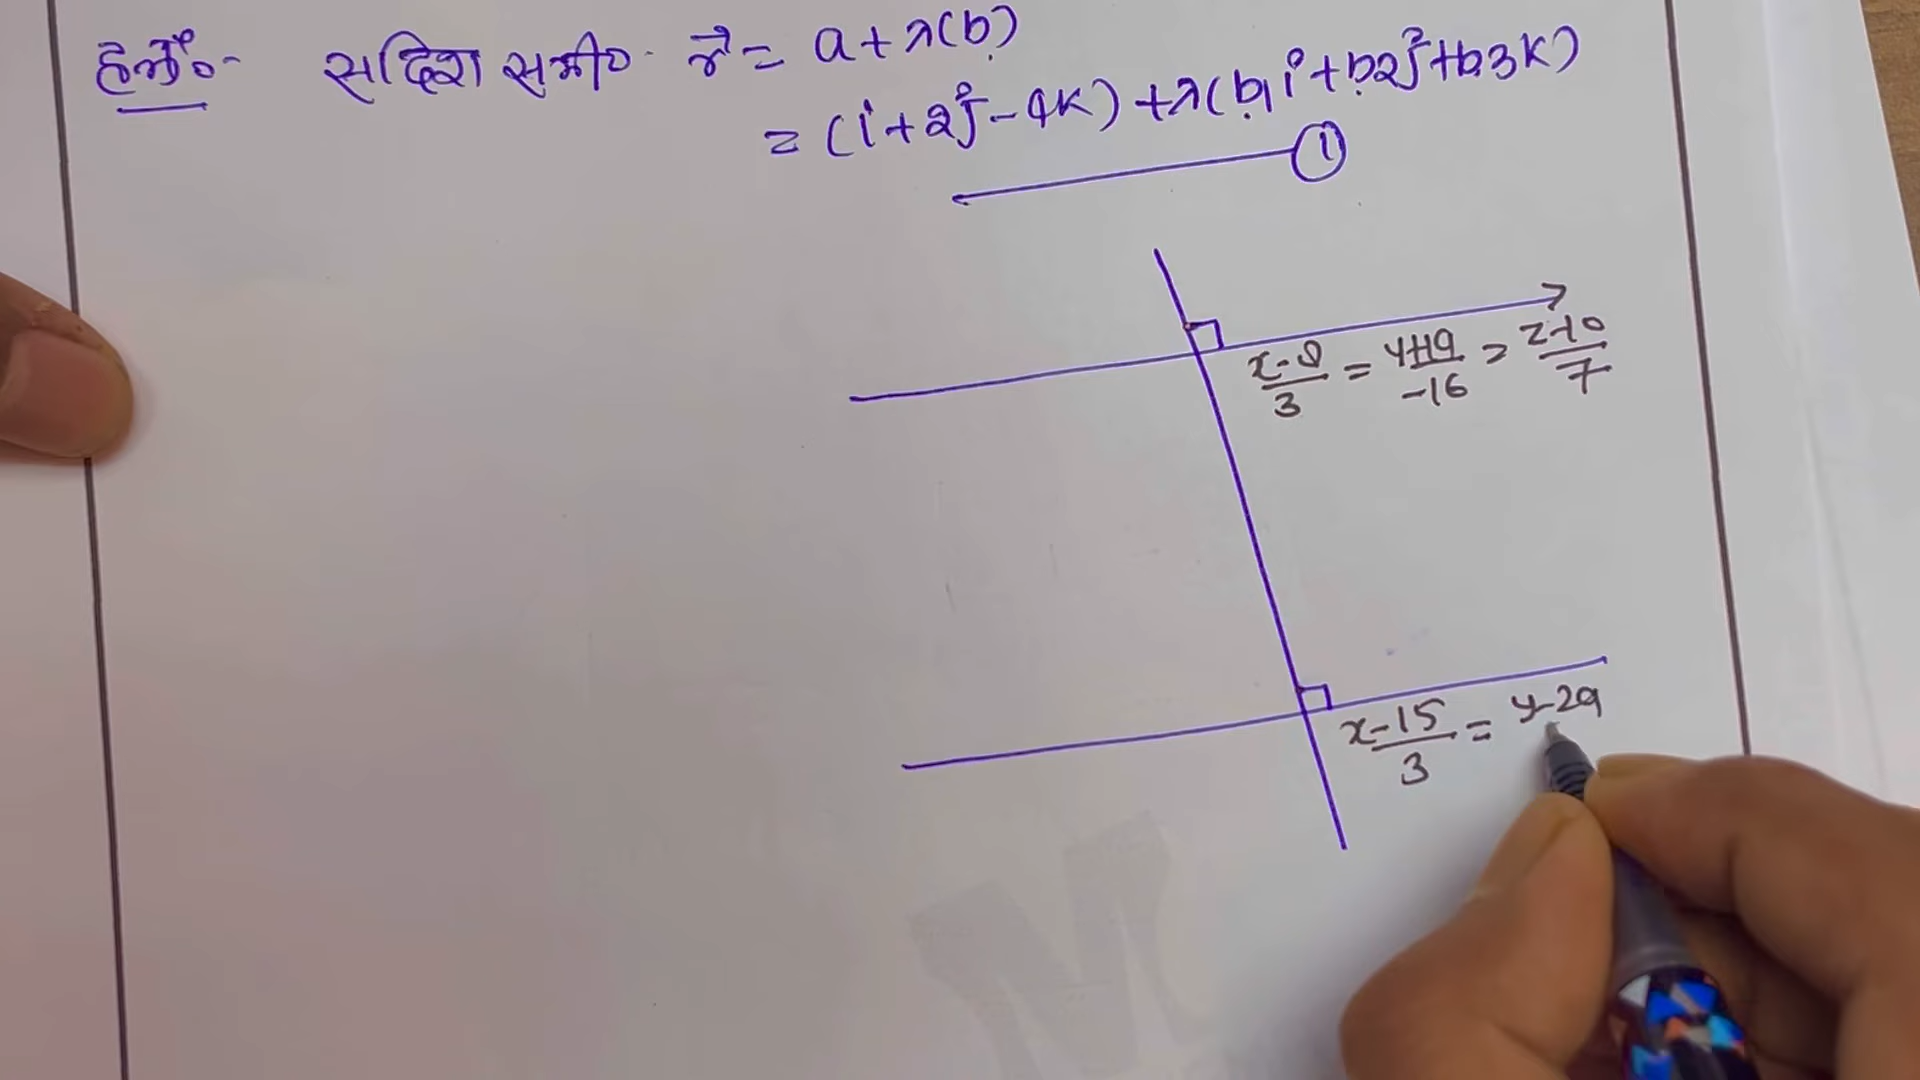 हल:- सदिश समी० r⃗ = a+λ(b)
= (i+2j-4k)+λ(b1i+b2j+b3k)
①
x-8/3 = y+19/-16 = z-10/7
x-15/3 = y-29